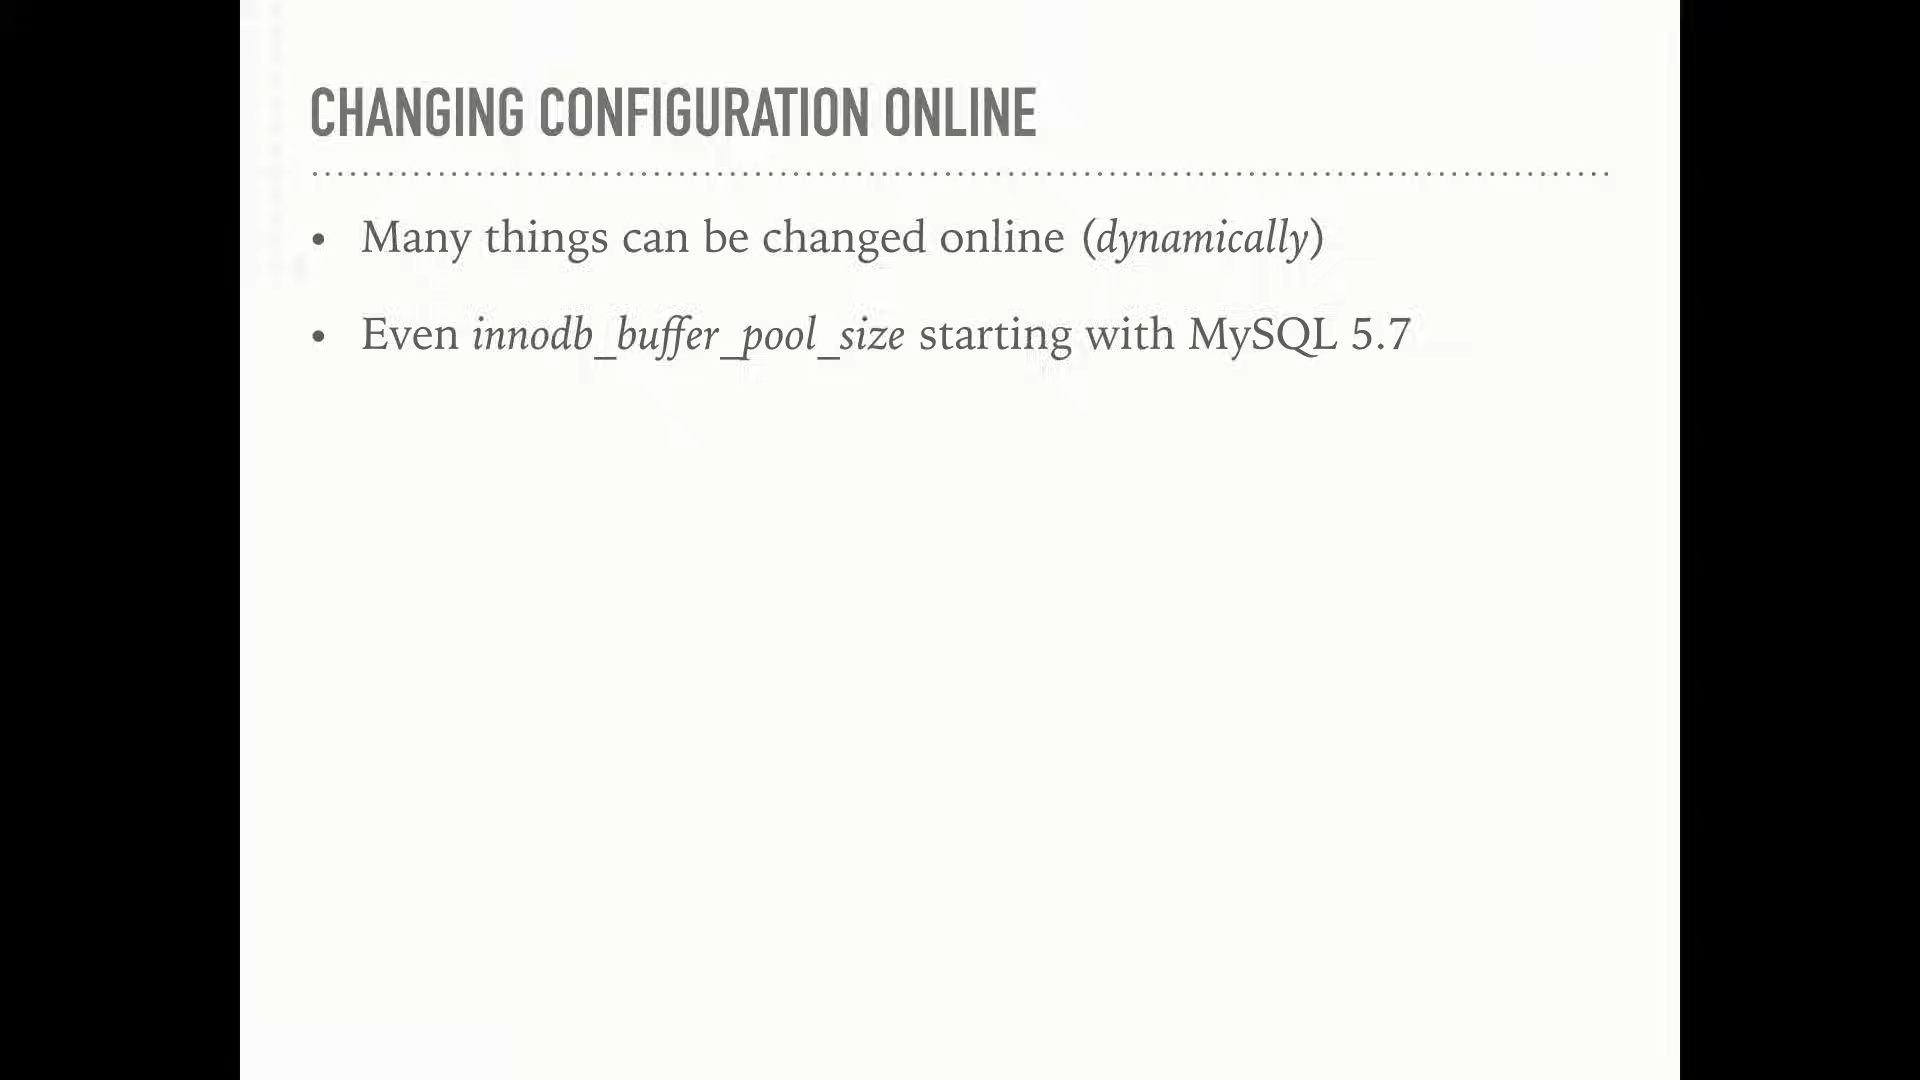 CHANGING CONFIGURATION ONLINE
• Many things can be changed online (dynamically)
• Even innodb_buffer_pool_size starting with MySQL 5.7